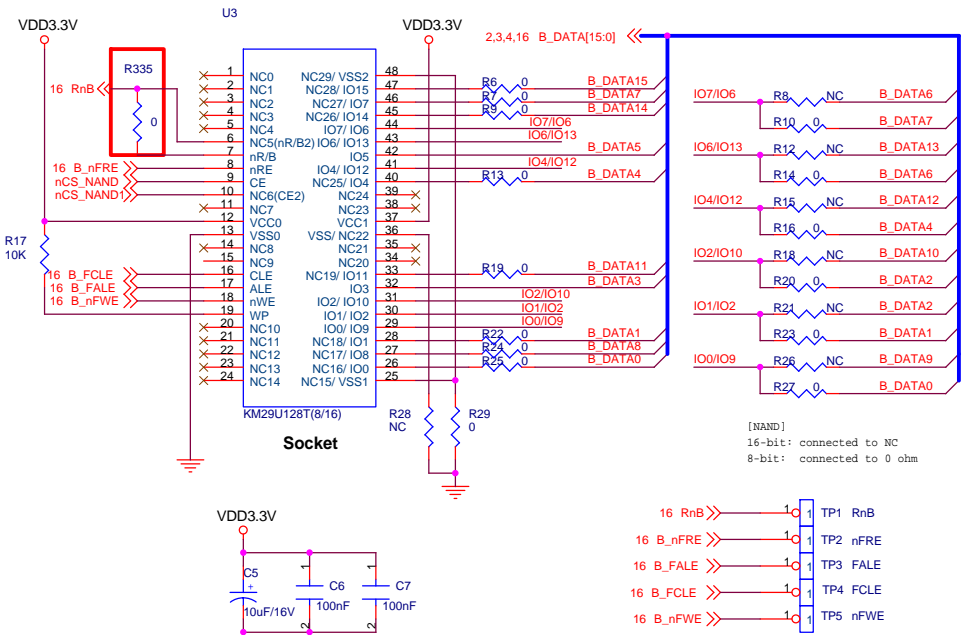 U3
VDD3.3V
VDD3.3V
2,3,4,16 B_DATA[15:0]
R335
0
16 RnB
16 B_nFRE
nCS_NAND
nCS_NAND1
R17
10K
16 B_FCLE
16 B_FALE
16 B_nFWE
1 NC0
2 NC1
3 NC2
4 NC3
5 NC4
6 NC5(nR/B2)
7 nR/B
8 nRE
9 CE
10 NC6(CE2)
11 NC7
12 VCC0
13 VSS0
14 NC8
15 NC9
16 CLE
17 ALE
18 nWE
19 WP
20 NC10
21 NC11
22 NC12
23 NC13
24 NC14
NC29/ VSS2 48
NC28/ IO15 47 R6 0 B_DATA15
NC27/ IO7 46 R7 0 B_DATA7
NC26/ IO14 45 R9 0 B_DATA14
IO7/ IO6 44 IO7/IO6
IO6/ IO13 43 IO6/IO13
IO5 42 B_DATA5
IO4/ IO12 41 IO4/IO12
NC25/ IO4 40 R13 0 B_DATA4
NC24 39
NC23 38
VCC1 37
VSS/ NC22 36
NC21 35
NC20 34
NC19/ IO11 33 R19 0 B_DATA11
IO3 32 B_DATA3
IO2/ IO10 31 IO2/IO10
IO1/ IO2 30 IO1/IO2
IO0/ IO9 29 IO0/IO9
NC18/ IO1 28 R22 0 B_DATA1
NC17/ IO8 27 R24 0 B_DATA8
NC16/ IO0 26 R25 0 B_DATA0
NC15/ VSS1 25
KM29U128T(8/16)
Socket
R28
NC
R29
0
IO7/IO6 R8 NC B_DATA6
R10 0 B_DATA7
IO6/IO13 R12 NC B_DATA13
R14 0 B_DATA6
IO4/IO12 R15 NC B_DATA12
R16 0 B_DATA4
IO2/IO10 R18 NC B_DATA10
R20 0 B_DATA2
IO1/IO2 R21 NC B_DATA2
R23 0 B_DATA1
IO0/IO9 R26 NC B_DATA9
R27 0 B_DATA0
[NAND]
16-bit: connected to NC
8-bit: connected to 0 ohm
VDD3.3V
C5
+
10uF/16V
1
C6
100nF
2
1
C7
100nF
2
16 RnB 1 1 TP1 RnB
16 B_nFRE 1 1 TP2 nFRE
16 B_FALE 1 1 TP3 FALE
16 B_FCLE 1 1 TP4 FCLE
16 B_nFWE 1 1 TP5 nFWE